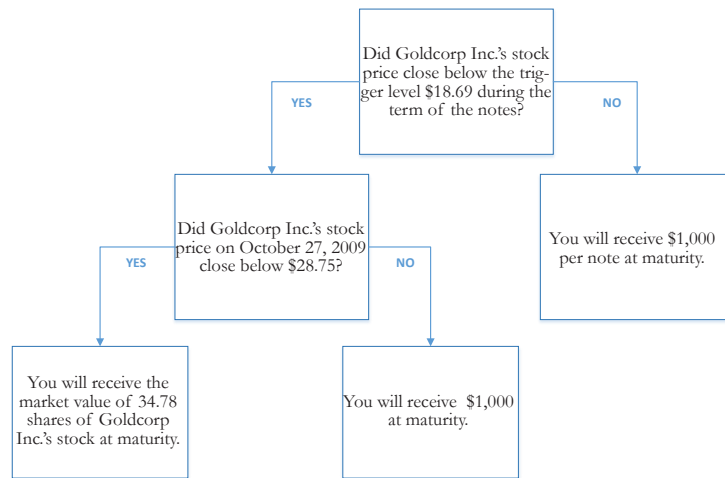 Did Goldcorp Inc.'s stock
price close below the trig-
ger level $18.69 during the
term of the notes?
YES
NO
Did Goldcorp Inc.'s stock
price on October 27, 2009
close below $28.75?
You will receive $1,000
per note at maturity.
YES
NO
You will receive the
market value of 34.78
shares of Goldcorp
Inc.'s stock at maturity.
You will receive $1,000
at maturity.